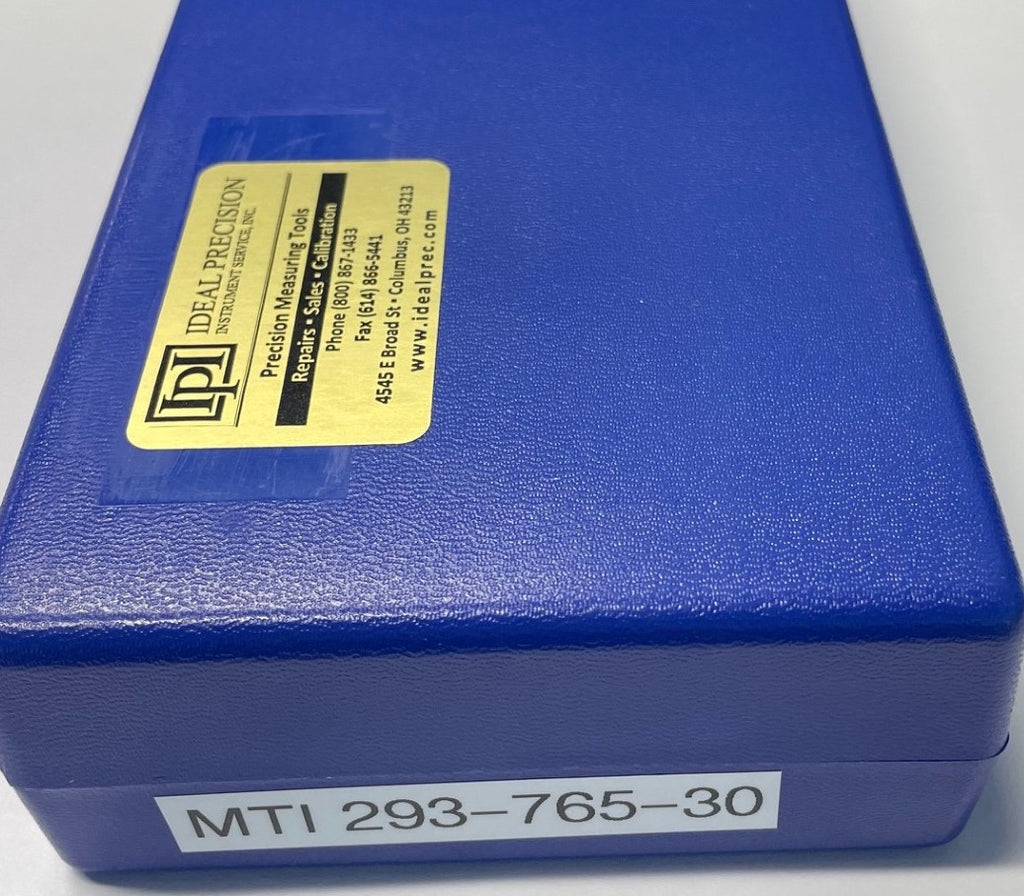 IPI
IDEAL PRECISION
INSTRUMENT SERVICE, INC.
Precision Measuring Tools
Repairs • Sales • Calibration
Phone (800) 867-1433
Fax (614) 866-5441
4545 E Broad St • Columbus, OH 43213
www.idealprec.com
MTI 293-765-30